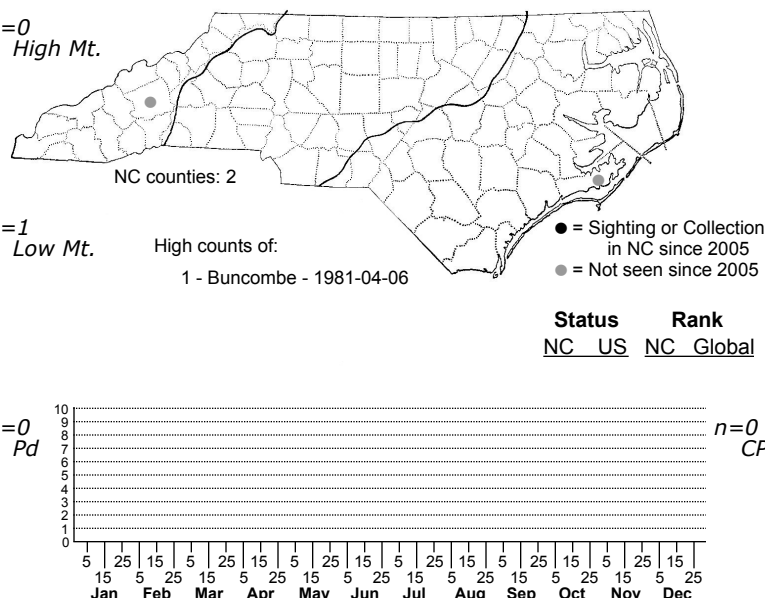 =0
High Mt.
NC counties: 2
=1
Low Mt.
High counts of:
1 - Buncombe - 1981-04-06
● = Sighting or Collection
in NC since 2005
● = Not seen since 2005
Status Rank
NC US NC Global
=0
Pd
n=0
CP
10
9
8
7
6
5
4
3
2
1
0
5 25 15 5 25 15 5 25 15 5 25 15 5 25 15 5 25 15
15 5 25 15 5 25 15 5 25 15 5 25 15 5 25 15 5 25
Jan Feb Mar Apr May Jun Jul Aug Sep Oct Nov Dec